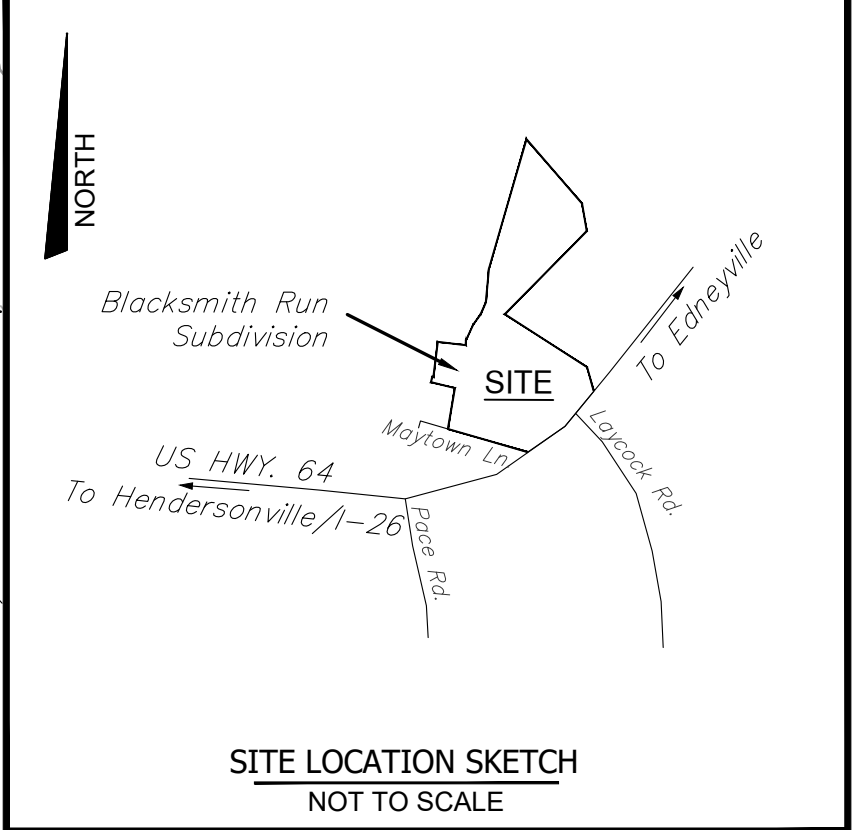 NORTH
Blacksmith Run
Subdivision
SITE
To Edneyville
Maytown Ln
Laycock Rd.
US HWY. 64
To Hendersonville/I-26
Pace Rd.
SITE LOCATION SKETCH
NOT TO SCALE